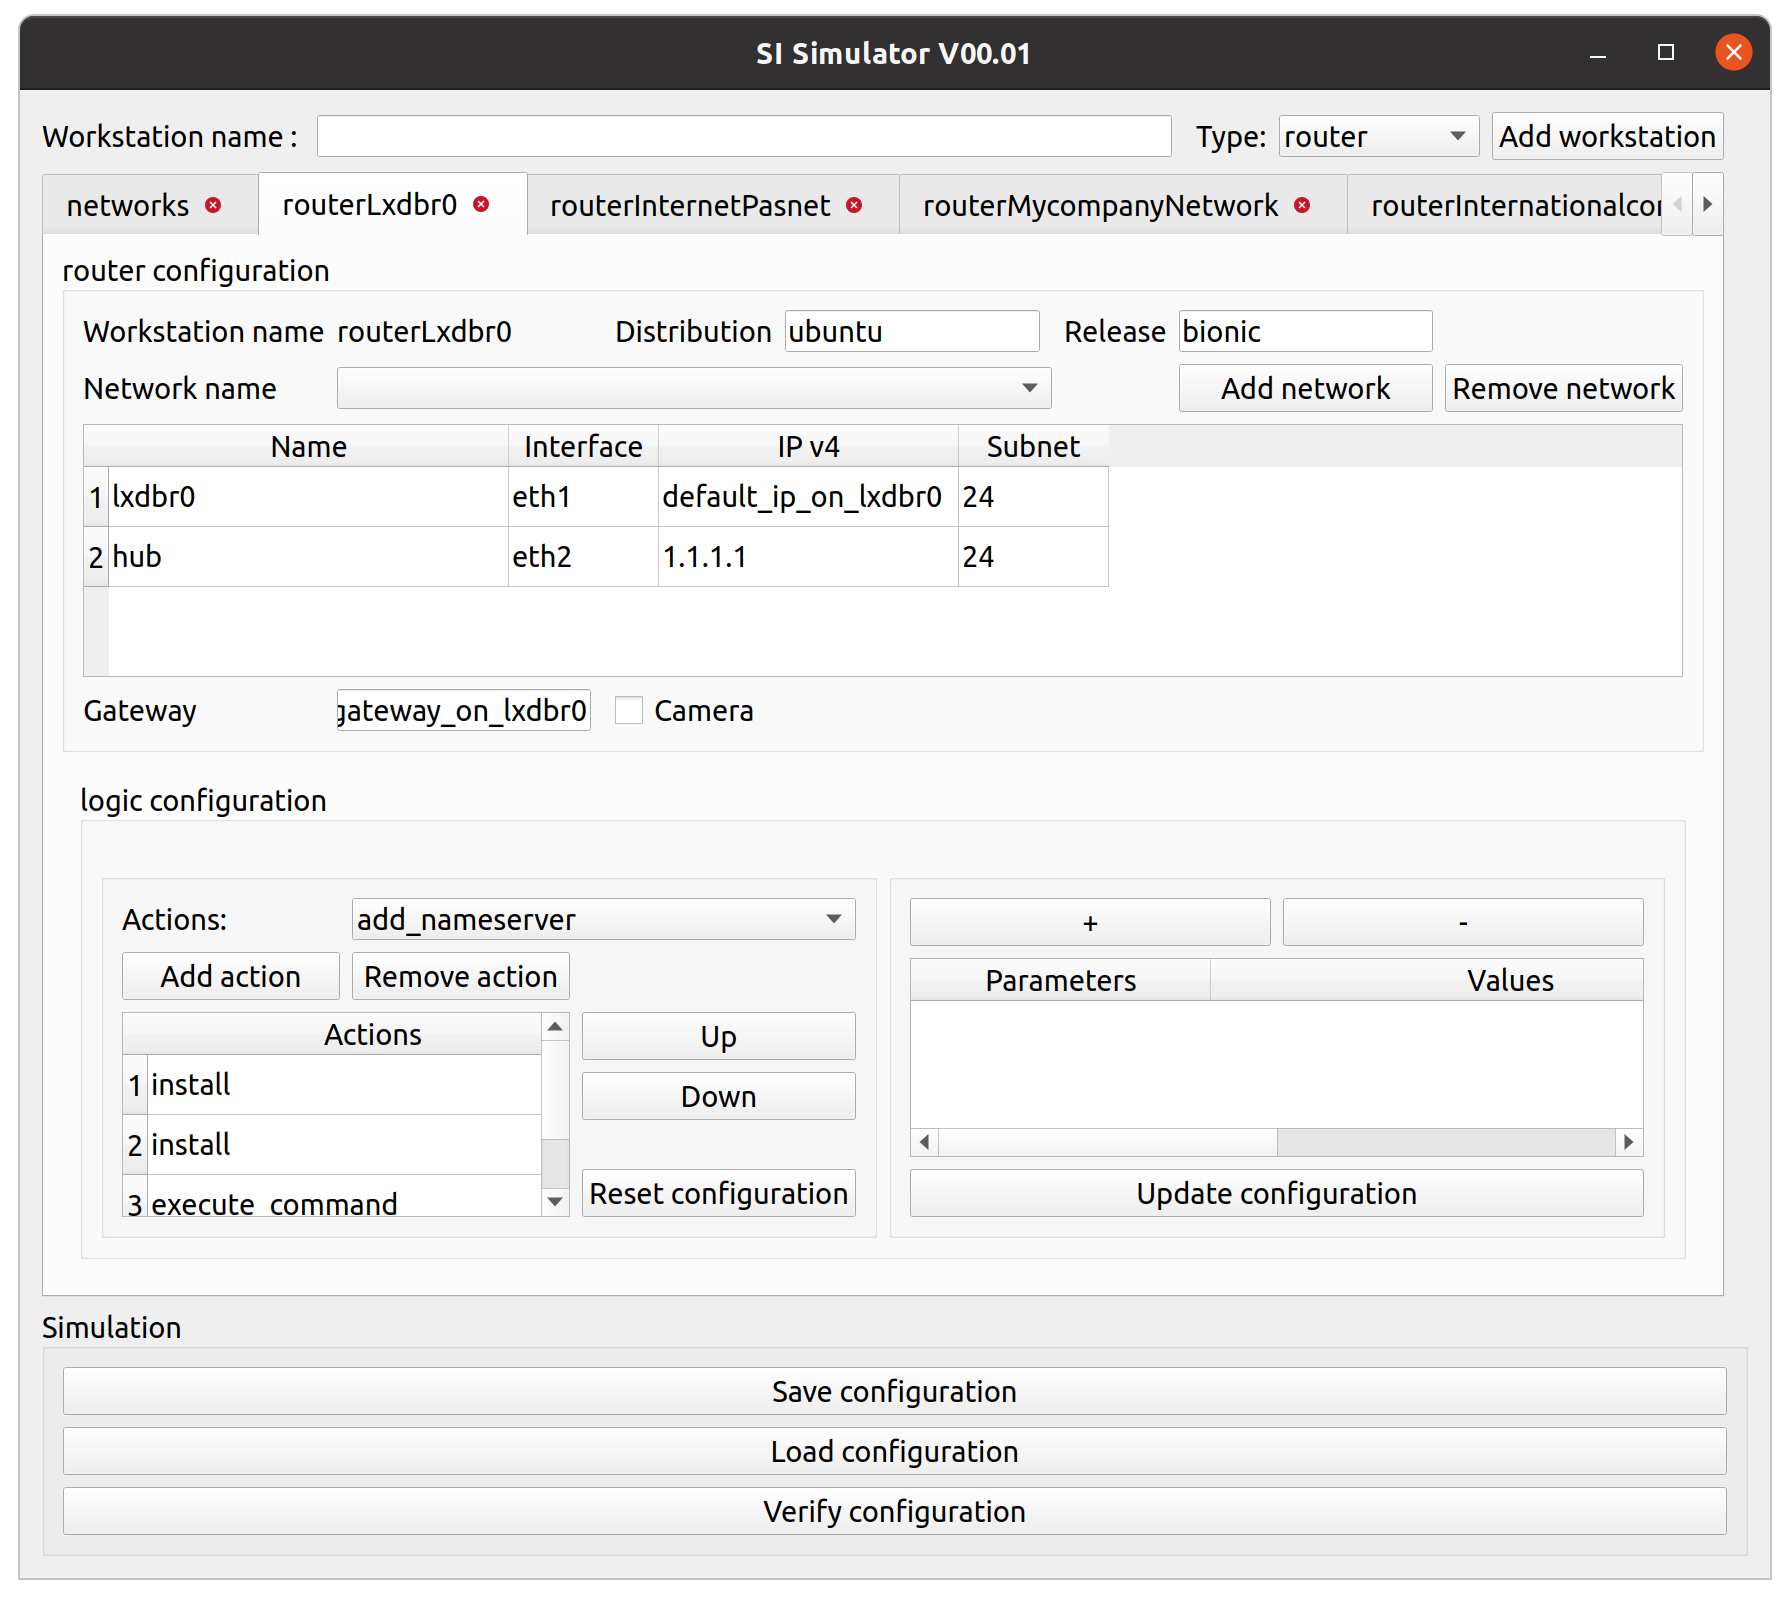 SI Simulator V00.01
Workstation name :
Type: router Add workstation
networks routerLxdbr0 routerInternetPasnet routerMycompanyNetwork routerInternationalcor
router configuration
Workstation name routerLxdbr0 Distribution ubuntu Release bionic
Network name Add network Remove network
Name Interface IP v4 Subnet
1 lxdbr0 eth1 default_ip_on_lxdbr0 24
2 hub eth2 1.1.1.1 24
Gateway gateway_on_lxdbr0 Camera
logic configuration
Actions: add_nameserver
Add action Remove action
Actions
1 install
2 install
3 execute_command
Up
Down
Reset configuration
+ -
Parameters Values
Update configuration
Simulation
Save configuration
Load configuration
Verify configuration